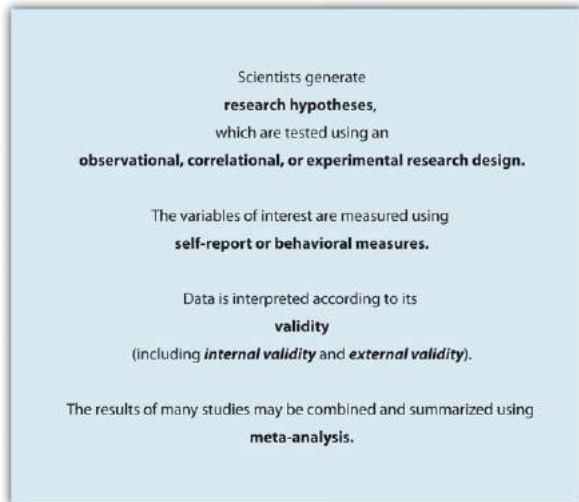 Scientists generate
research hypotheses,
which are tested using an
observational, correlational, or experimental research design.
The variables of interest are measured using
self-report or behavioral measures.
Data is interpreted according to its
validity
(including internal validity and external validity).
The results of many studies may be combined and summarized using
meta-analysis.